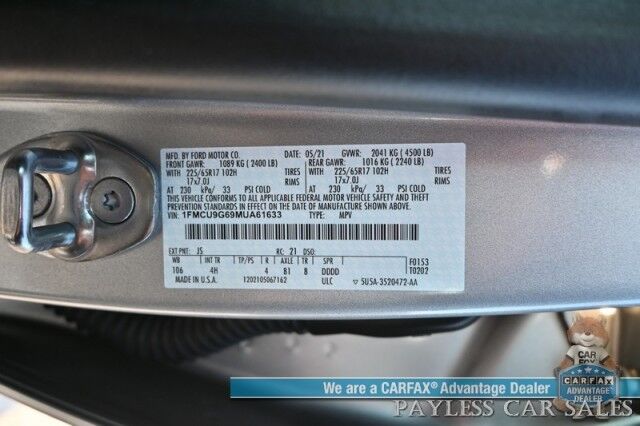 MFD. BY FORD MOTOR CO. DATE: 05/21 GVWR: 2041 KG ( 4500 LB)
FRONT GAWR: 1089 KG ( 2400 LB) REAR GAWR: 1016 KG ( 2240 LB)
WITH 225/65R17 102H TIRES WITH 225/65R17 102H TIRES
17x7.0J RIMS 17x7.0J RIMS
AT 230 kPa/ 33 PSI COLD AT 230 kPa/ 33 PSI COLD
THIS VEHICLE CONFORMS TO ALL APPLICABLE FEDERAL MOTOR VEHICLE
SAFETY AND THEFT PREVENTION STANDARDS IN EFFECT ON THE DATE OF MANUFACTURE SHOWN ABOVE.
VIN: 1FMCU9G69MUA61633 TYPE: MPV
EXT PNT: JS RC: 21 DSO:
WB INT TR TP/PS R AXLE TR SPR F0153
106 4H 4 81 8 DDDD T0202
MADE IN U.S.A. 1202105067162 ULC ▽ 5U5A-3520472-AA
CAR FOX
We are a CARFAX® Advantage Dealer
CARFAX
ADVANTAGE
DEALER
PAYLESS CAR SALES